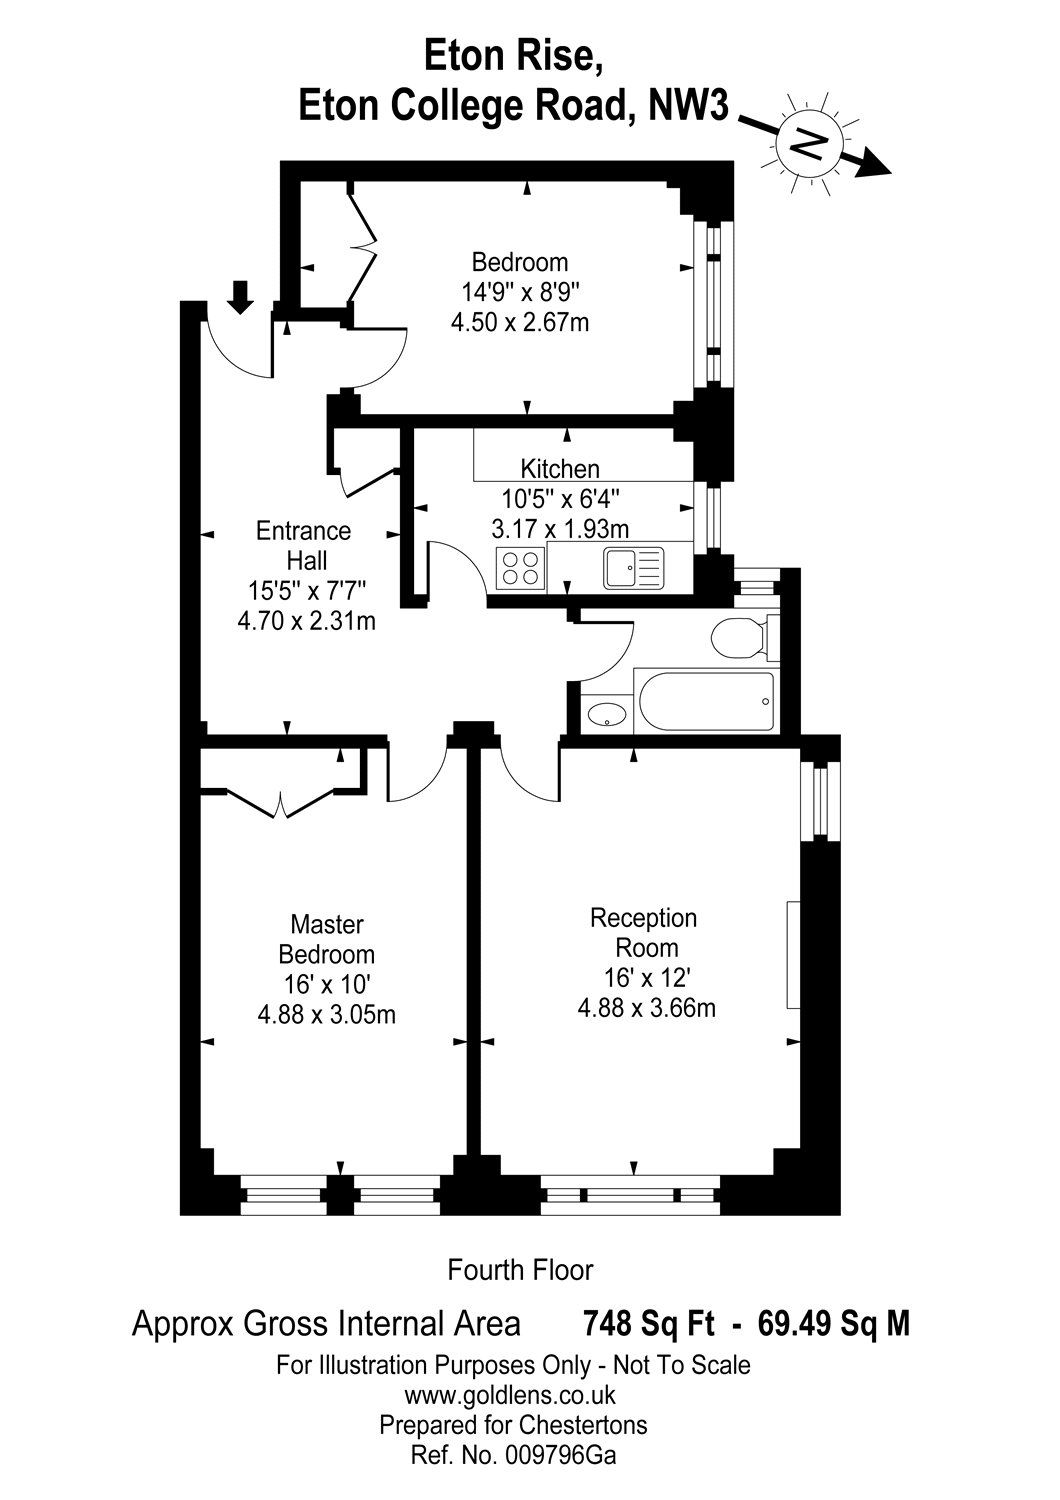 Eton Rise,
Eton College Road, NW3
N
Bedroom
14'9" x 8'9"
4.50 x 2.67m
Kitchen
10'5" x 6'4"
3.17 x 1.93m
Entrance
Hall
15'5" x 7'7"
4.70 x 2.31m
Master
Bedroom
16' x 10'
4.88 x 3.05m
Reception
Room
16' x 12'
4.88 x 3.66m
Fourth Floor
Approx Gross Internal Area 748 Sq Ft - 69.49 Sq M
For Illustration Purposes Only - Not To Scale
www.goldlens.co.uk
Prepared for Chestertons
Ref. No. 009796Ga